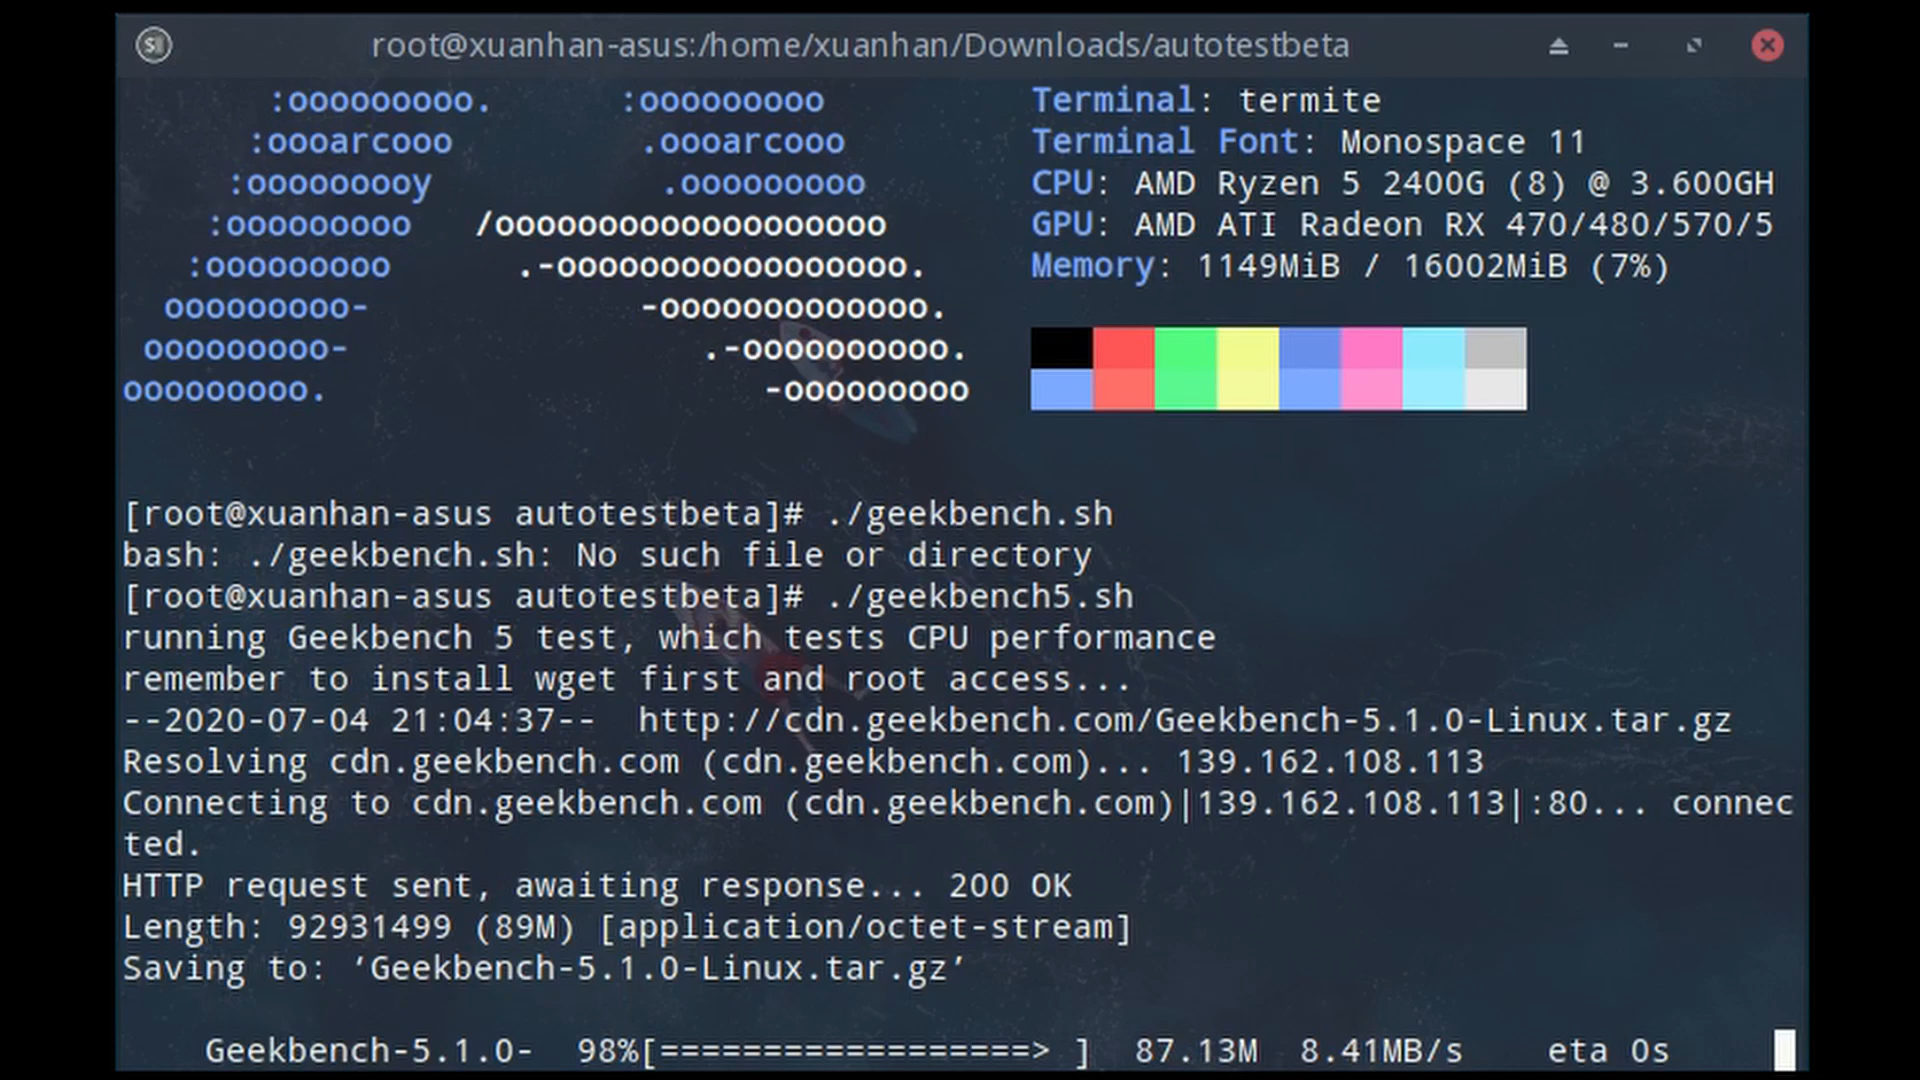 root@xuanhan-asus:/home/xuanhan/Downloads/autotestbeta
:ooooooooo. :ooooooooo Terminal: termite
:oooarcooo .oooarcooo Terminal Font: Monospace 11
:ooooooooy .ooooooooo CPU: AMD Ryzen 5 2400G (8) @ 3.600GH
:ooooooooo /ooooooooooooooooooo GPU: AMD ATI Radeon RX 470/480/570/5
:ooooooooo .-ooooooooooooooooo. Memory: 1149MiB / 16002MiB (7%)
ooooooooo- -ooooooooooooo.
ooooooooo- .-oooooooooo.
ooooooooo. -ooooooooo
[root@xuanhan-asus autotestbeta]# ./geekbench.sh
bash: ./geekbench.sh: No such file or directory
[root@xuanhan-asus autotestbeta]# ./geekbench5.sh
running Geekbench 5 test, which tests CPU performance
remember to install wget first and root access...
--2020-07-04 21:04:37--  http://cdn.geekbench.com/Geekbench-5.1.0-Linux.tar.gz
Resolving cdn.geekbench.com (cdn.geekbench.com)... 139.162.108.113
Connecting to cdn.geekbench.com (cdn.geekbench.com)|139.162.108.113|:80... connec
ted.
HTTP request sent, awaiting response... 200 OK
Length: 92931499 (89M) [application/octet-stream]
Saving to: ‘Geekbench-5.1.0-Linux.tar.gz’
Geekbench-5.1.0- 98%[==================> ] 87.13M 8.41MB/s eta 0s